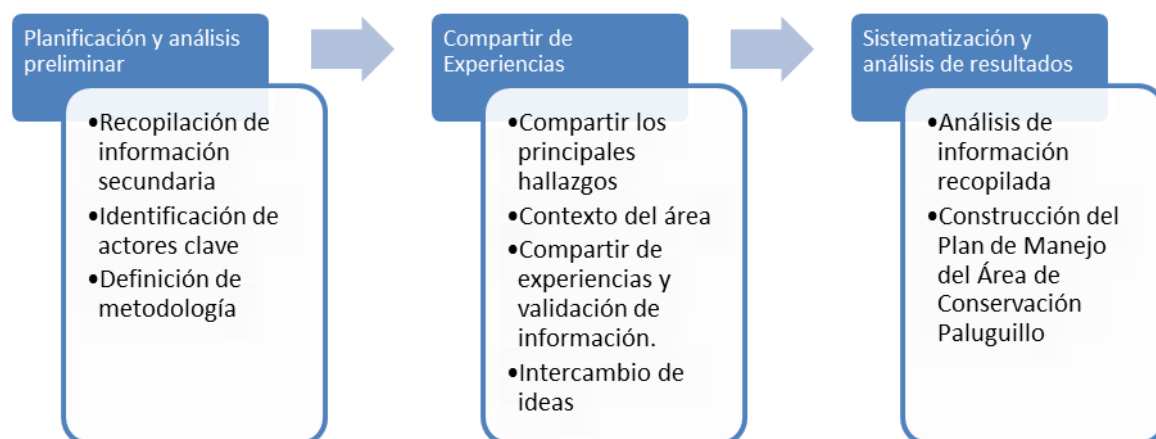 Planificación y análisis
preliminar
•Recopilación de
información
secundaria
•Identificación de
actores clave
•Definición de
metodología
Compartir de
Experiencias
•Compartir los
principales
hallazgos
•Contexto del área
•Compartir de
experiencias y
validación de
información.
•Intercambio de
ideas
Sistematización y
análisis de resultados
•Análisis de
información
recopilada
•Construcción del
Plan de Manejo
del Área de
Conservación
Paluguillo